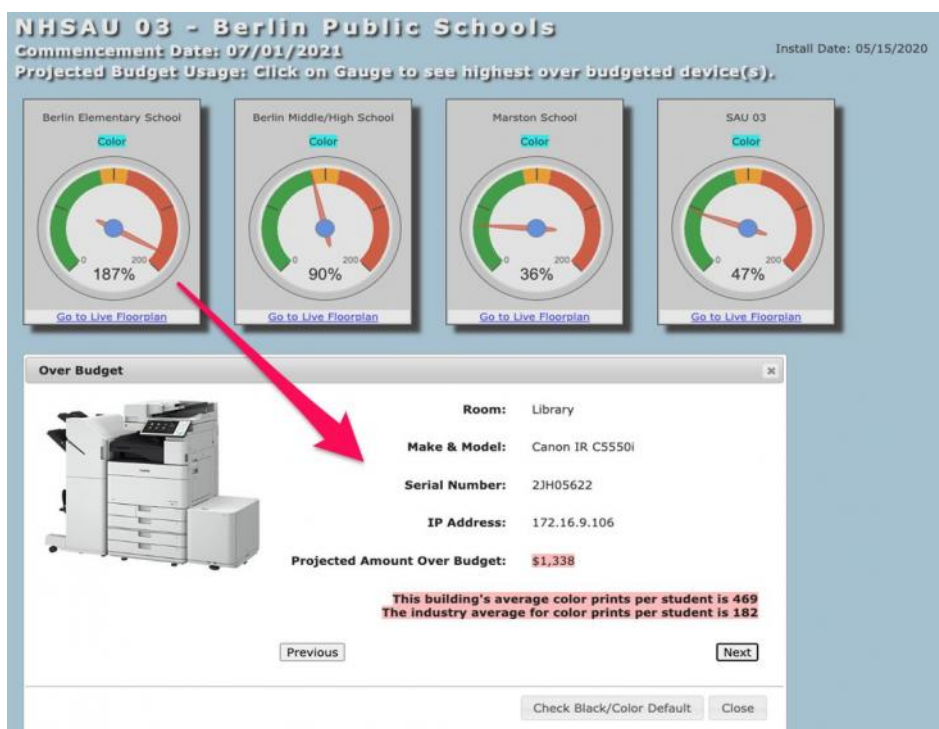 NHSAU 03 - Berlin Public Schools
Commencement Date: 07/01/2021
Install Date: 05/15/2020
Projected Budget Usage: Click on Gauge to see highest over budgeted device(s).
Berlin Elementary School
Color
0 200
187%
Go to Live Floorplan
Berlin Middle/High School
Color
0 200
90%
Go to Live Floorplan
Marston School
Color
0 200
36%
Go to Live Floorplan
SAU 03
Color
0 200
47%
Go to Live Floorplan
Over Budget
Room: Library
Make & Model: Canon IR C5550i
Serial Number: 2JH05622
IP Address: 172.16.9.106
Projected Amount Over Budget: $1,338
This building's average color prints per student is 469
The industry average for color prints per student is 182
Previous
Next
Check Black/Color Default
Close